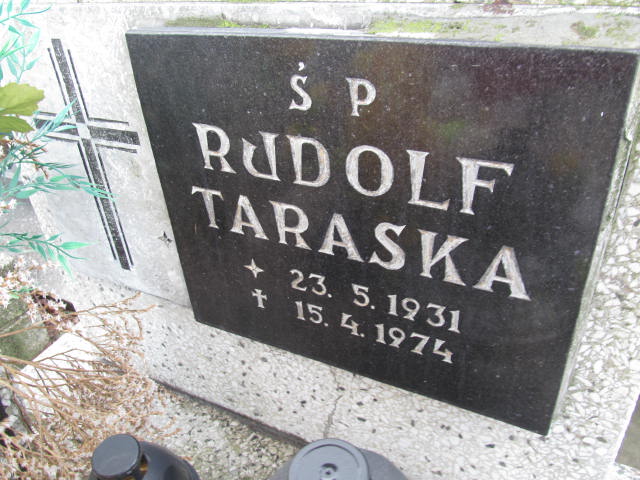 Ś P
RUDOLF
TARASKA
23. 5. 1931
15. 4. 1974